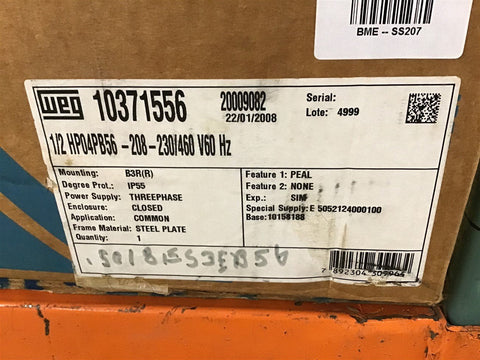 BME -- SS207
WEG 10371556 20009082 Serial:
22/01/2008 Lote: 4999
1/2 HP04PB56 -208-230/460 V60 Hz
Mounting: B3R(R)
Degree Prot.: IP55
Power Supply: THREEPHASE
Enclosure: CLOSED
Application: COMMON
Frame Material: STEEL PLATE
Quantity: 1
Feature 1: PEAL
Feature 2: NONE
Exp.: SIM
Special Supply: E 5052124000100
Base: 10158188